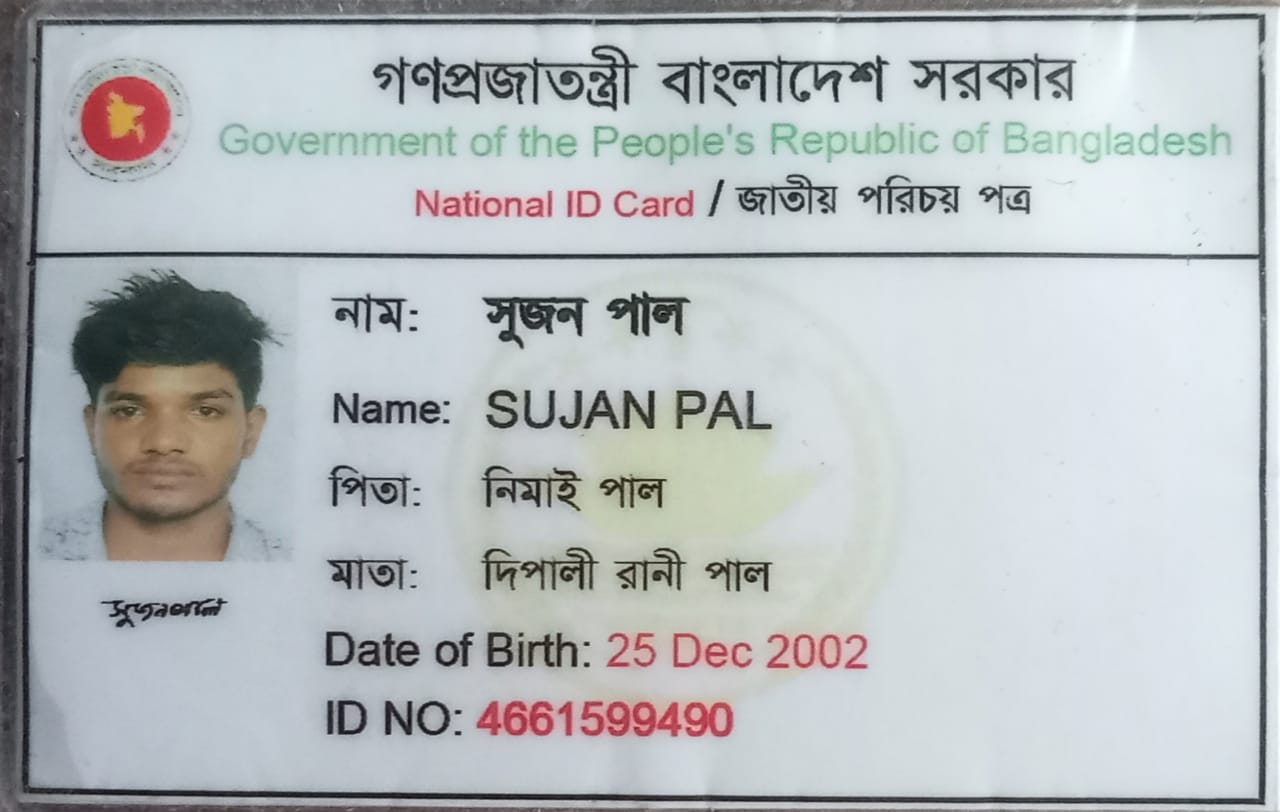 গণপ্রজাতন্ত্রী বাংলাদেশ সরকার
Government of the People's Republic of Bangladesh
National ID Card / জাতীয় পরিচয় পত্র
নাম: সুজন পাল
Name: SUJAN PAL
পিতা: নিমাই পাল
মাতা: দিপালী রানী পাল
সুজন পাল
Date of Birth: 25 Dec 2002
ID NO: 4661599490